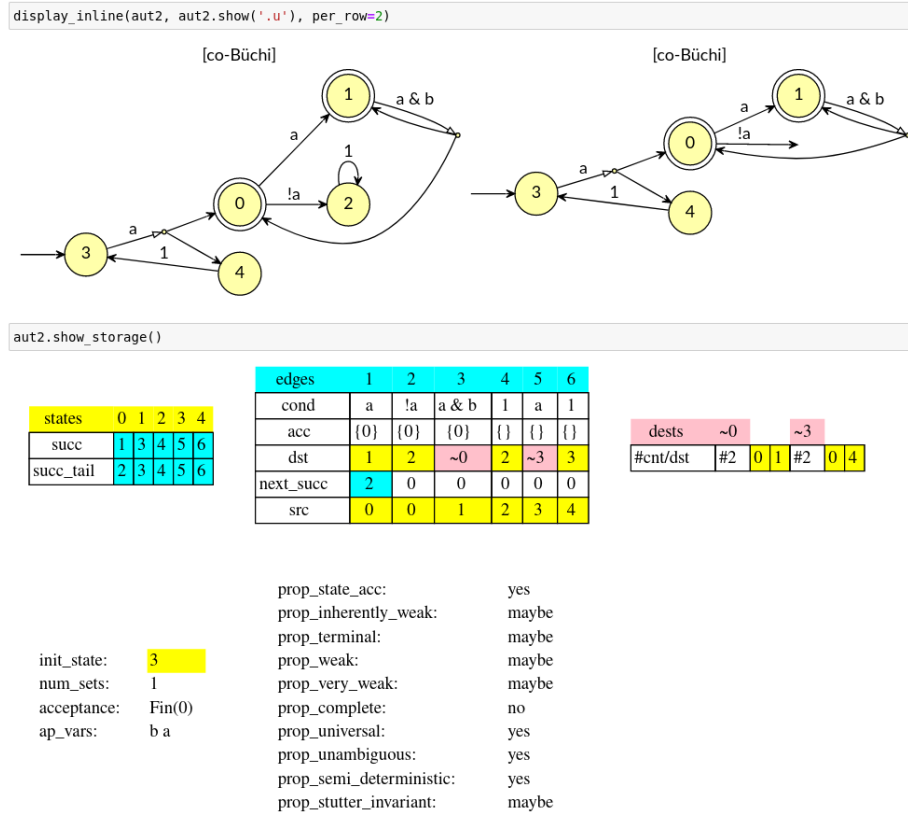 display_inline(aut2, aut2.show('.u'), per_row=2)
[co-Büchi] [co-Büchi]
1 1
a & b a & b
a a
1
!a !a
0 2 0
a a
3 1 3 1
4 4
aut2.show_storage()
edges 1 2 3 4 5 6
cond a !a a & b 1 a 1
acc {0} {0} {0} {} {} {}
dst 1 2 ~0 2 ~3 3
next_succ 2 0 0 0 0 0
src 0 0 1 2 3 4
states 0 1 2 3 4
succ 1 3 4 5 6
succ_tail 2 3 4 5 6
dests ~0 ~3
#cnt/dst #2 0 1 #2 0 4
init_state: 3
num_sets: 1
acceptance: Fin(0)
ap_vars: b a
prop_state_acc: yes
prop_inherently_weak: maybe
prop_terminal: maybe
prop_weak: maybe
prop_very_weak: maybe
prop_complete: no
prop_universal: yes
prop_unambiguous: yes
prop_semi_deterministic: yes
prop_stutter_invariant: maybe